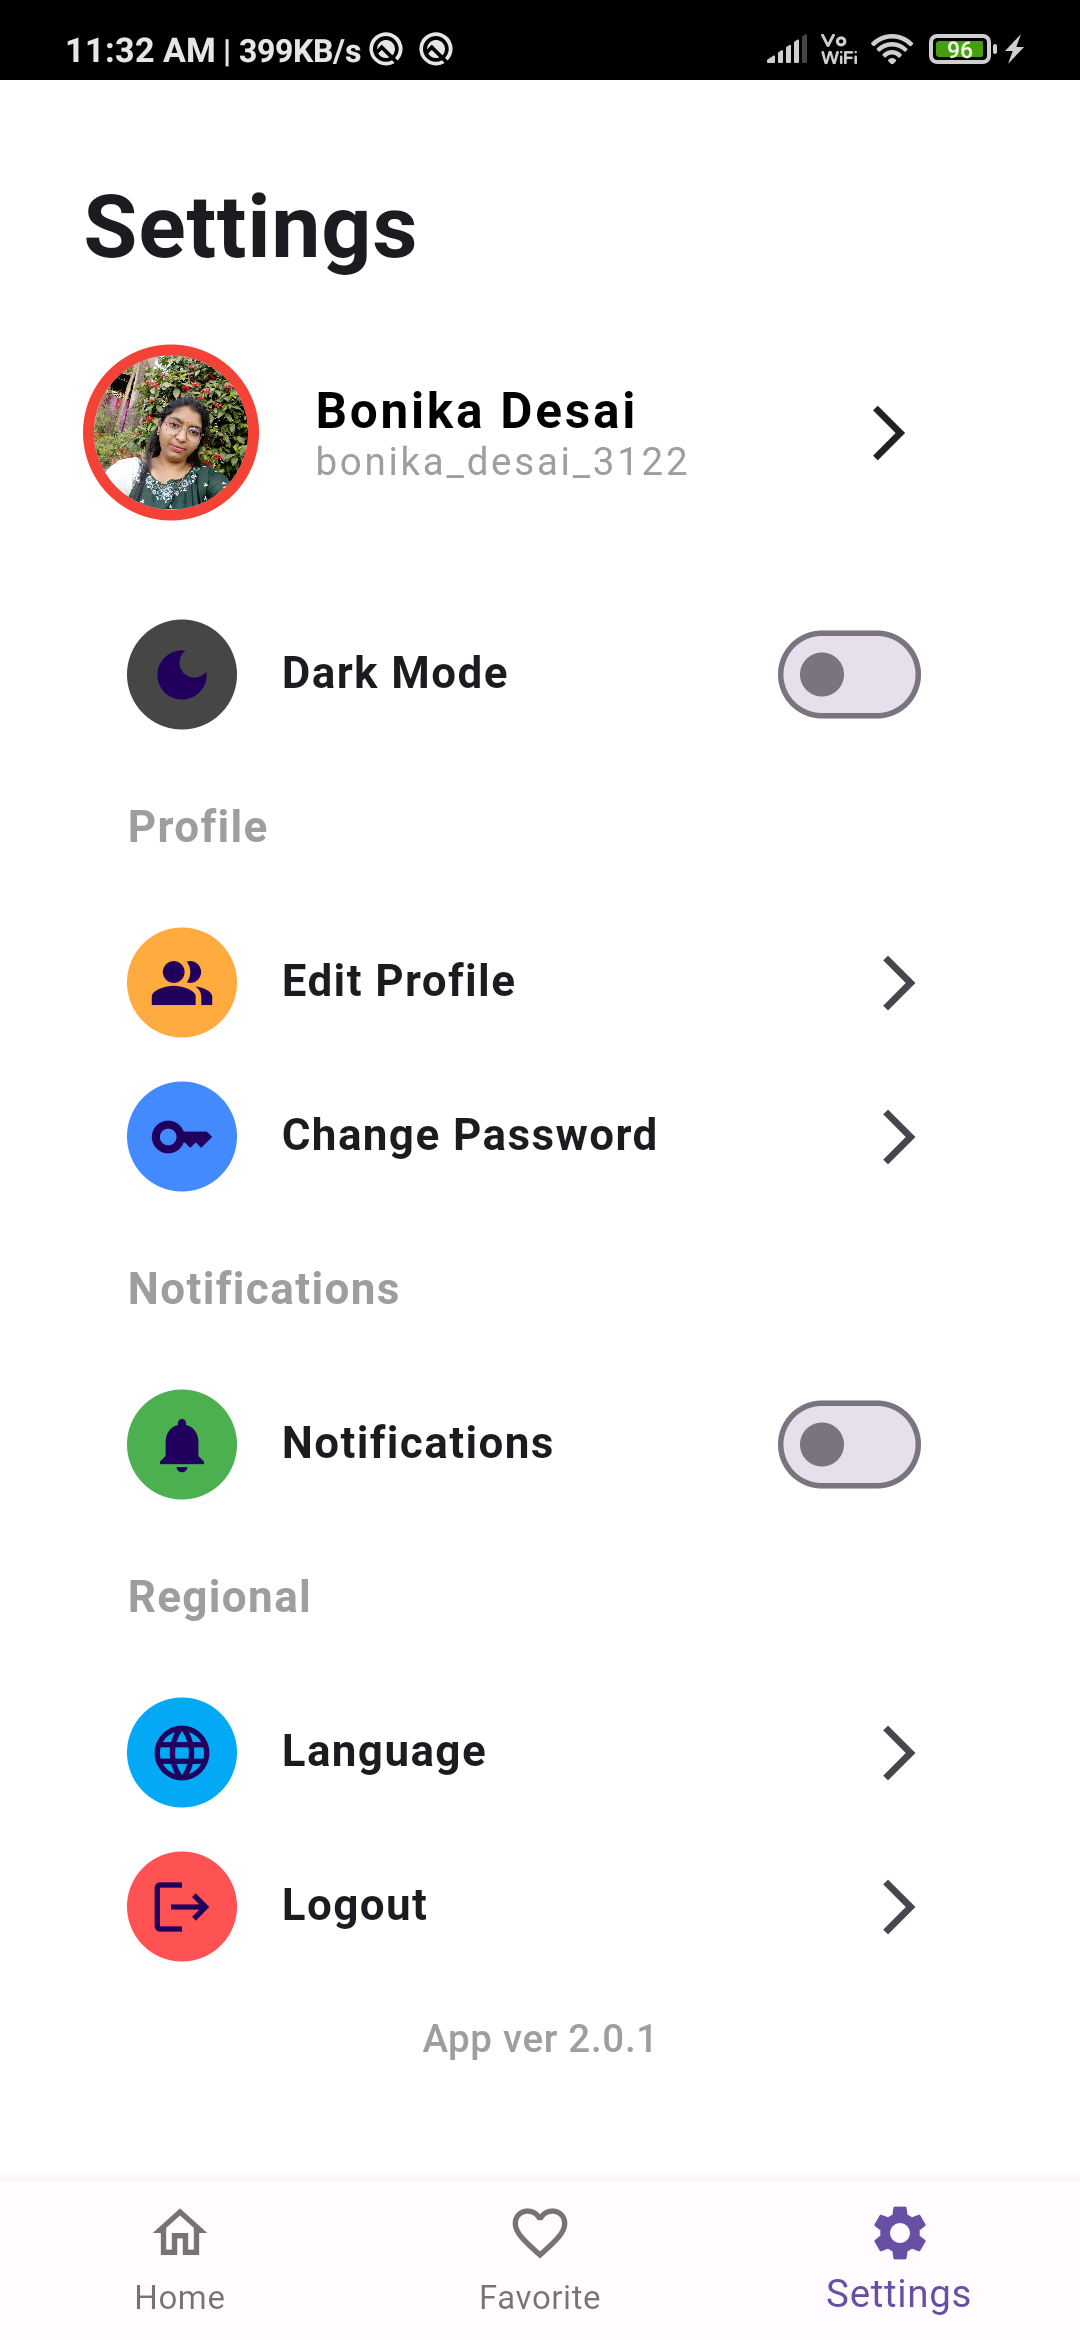 11:32 AM | 399KB/s
Vo
WiFi
96
Settings
Bonika Desai
bonika_desai_3122
Dark Mode
Profile
Edit Profile
Change Password
Notifications
Notifications
Regional
Language
Logout
App ver 2.0.1
Home
Favorite
Settings